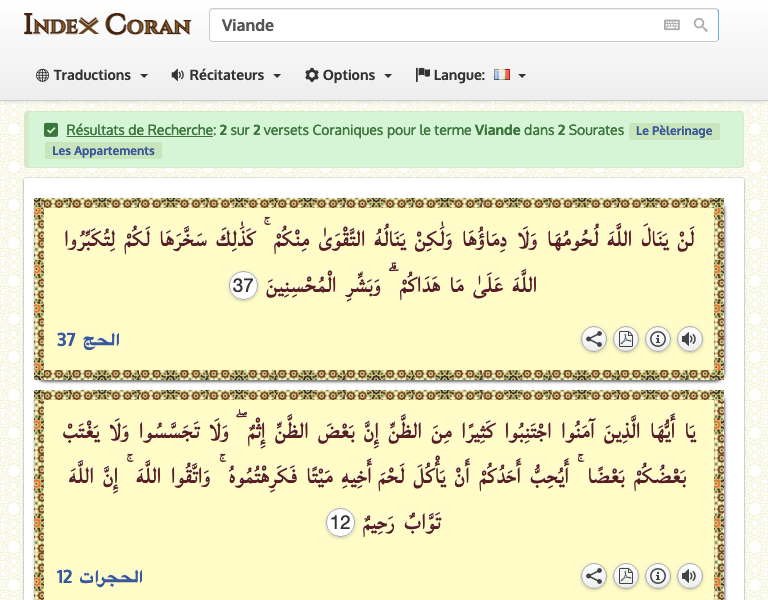 Index Coran
Viande
Traductions Récitateurs Options Langue:
Résultats de Recherche: 2 sur 2 versets Coraniques pour le terme Viande dans 2 Sourates Le Pèlerinage
Les Appartements
لَنْ يَنَالَ اللَّهَ لُحُومُهَا وَلَا دِمَاؤُهَا وَلَٰكِنْ يَنَالُهُ التَّقْوَىٰ مِنْكُمْ ۚ كَذَٰلِكَ سَخَّرَهَا لَكُمْ لِتُكَبِّرُوا
اللَّهَ عَلَىٰ مَا هَدَاكُمْ ۗ وَبَشِّرِ الْمُحْسِنِينَ 37
الحج 37
يَا أَيُّهَا الَّذِينَ آمَنُوا اجْتَنِبُوا كَثِيرًا مِنَ الظَّنِّ إِنَّ بَعْضَ الظَّنِّ إِثْمٌ ۖ وَلَا تَجَسَّسُوا وَلَا يَغْتَبْ
بَعْضُكُمْ بَعْضًا ۚ أَيُحِبُّ أَحَدُكُمْ أَنْ يَأْكُلَ لَحْمَ أَخِيهِ مَيْتًا فَكَرِهْتُمُوهُ ۚ وَاتَّقُوا اللَّهَ ۚ إِنَّ اللَّهَ
تَوَّابٌ رَحِيمٌ 12
الحجرات 12